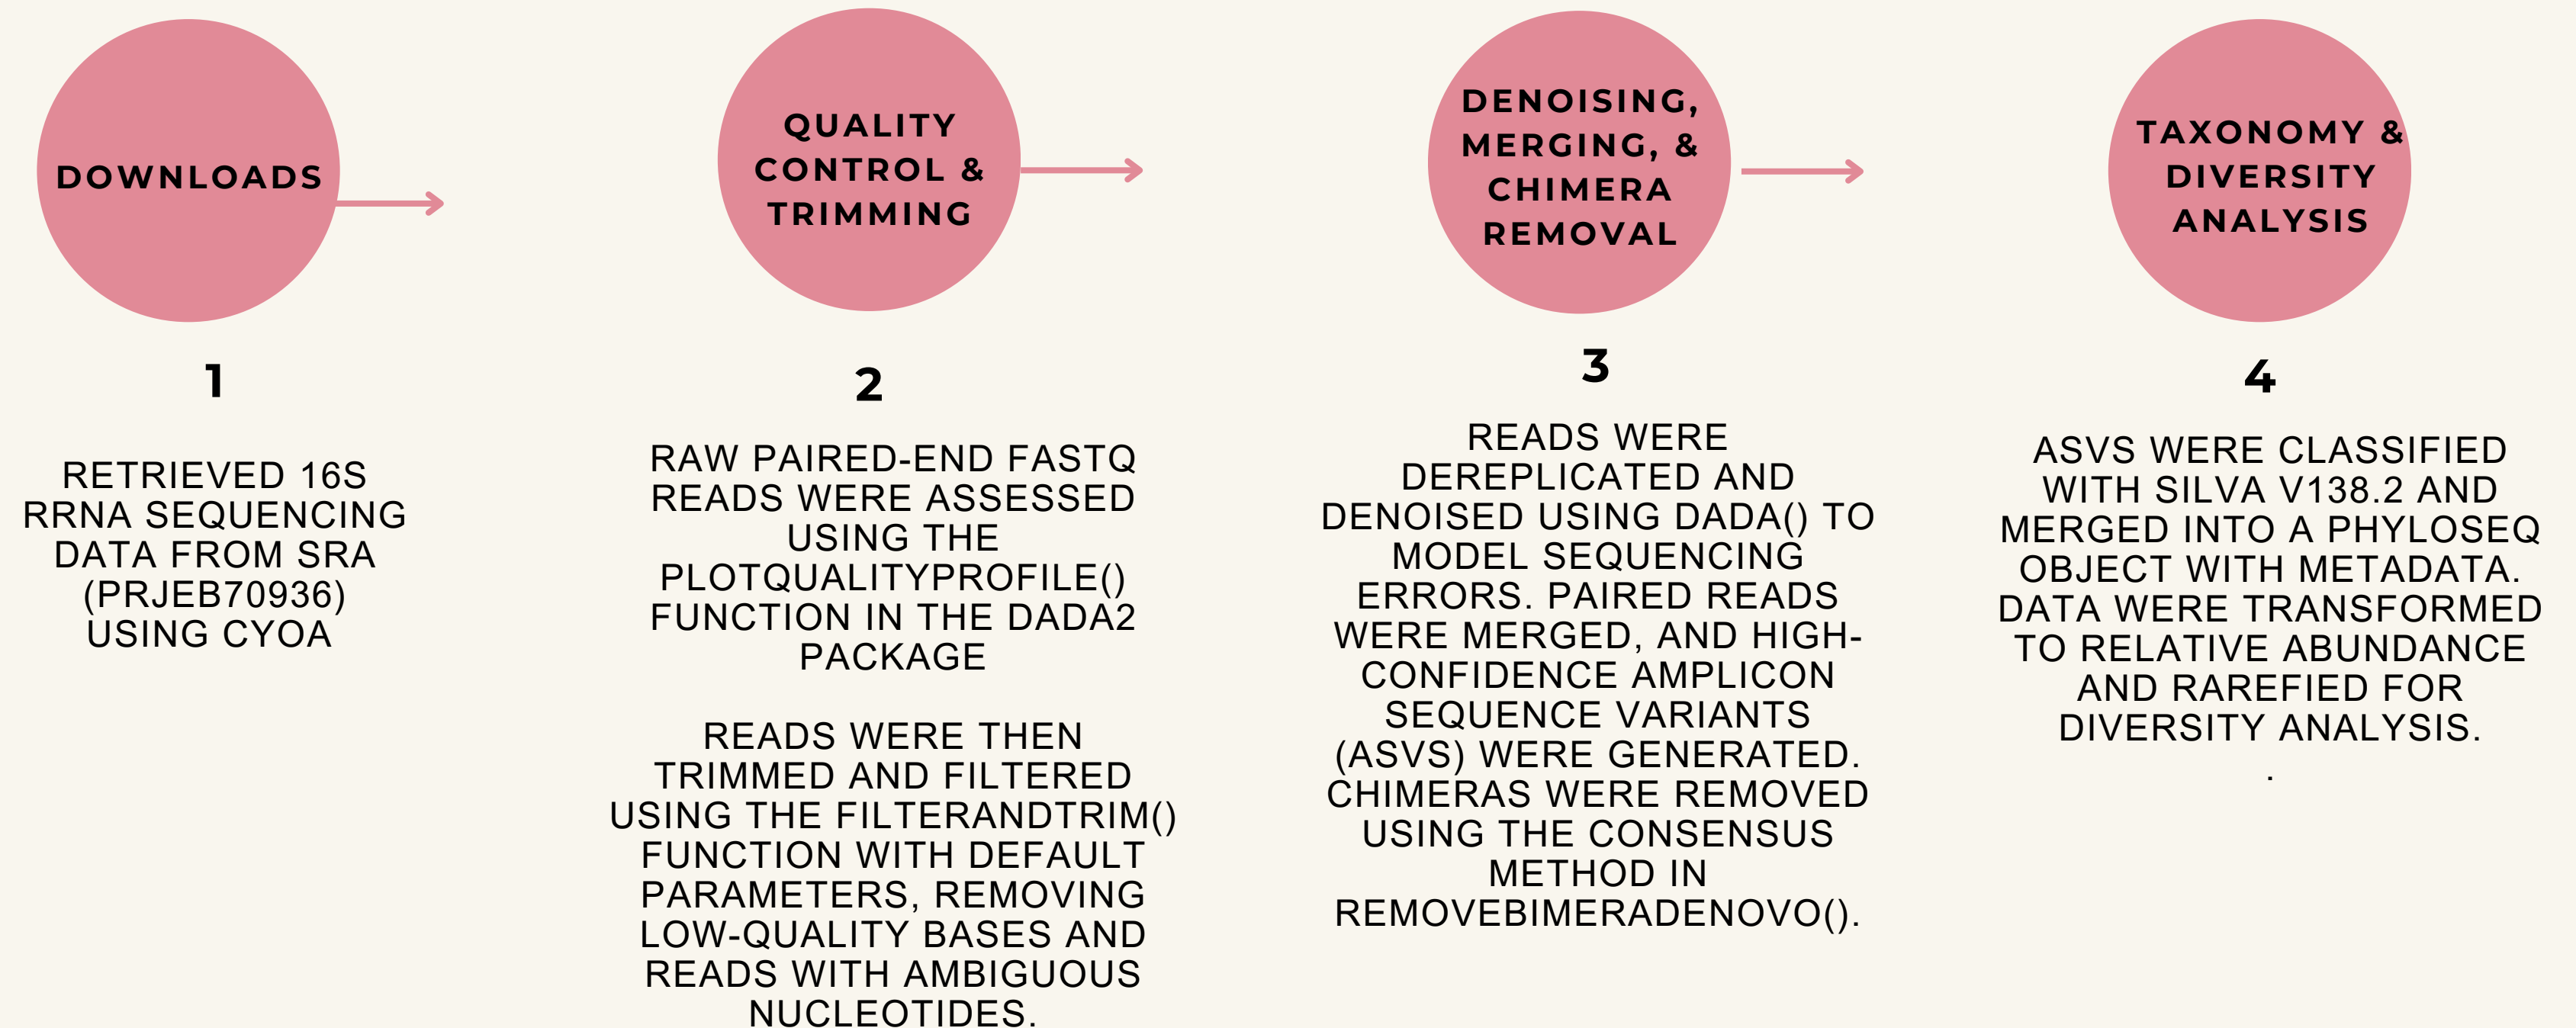 DOWNLOADS
1
RETRIEVED 16S
RRNA SEQUENCING
DATA FROM SRA
(PRJEB70936)
USING CYOA
QUALITY
CONTROL &
TRIMMING
2
RAW PAIRED-END FASTQ
READS WERE ASSESSED
USING THE
PLOTQUALITYPROFILE()
FUNCTION IN THE DADA2
PACKAGE
READS WERE THEN
TRIMMED AND FILTERED
USING THE FILTERANDTRIM()
FUNCTION WITH DEFAULT
PARAMETERS, REMOVING
LOW-QUALITY BASES AND
READS WITH AMBIGUOUS
NUCLEOTIDES.
DENOISING,
MERGING, &
CHIMERA
REMOVAL
3
READS WERE
DEREPLICATED AND
DENOISED USING DADA() TO
MODEL SEQUENCING
ERRORS. PAIRED READS
WERE MERGED, AND HIGH-
CONFIDENCE AMPLICON
SEQUENCE VARIANTS
(ASVS) WERE GENERATED.
CHIMERAS WERE REMOVED
USING THE CONSENSUS
METHOD IN
REMOVEBIMERADENOVO().
TAXONOMY &
DIVERSITY
ANALYSIS
4
ASVS WERE CLASSIFIED
WITH SILVA V138.2 AND
MERGED INTO A PHYLOSEQ
OBJECT WITH METADATA.
DATA WERE TRANSFORMED
TO RELATIVE ABUNDANCE
AND RAREFIED FOR
DIVERSITY ANALYSIS.
.